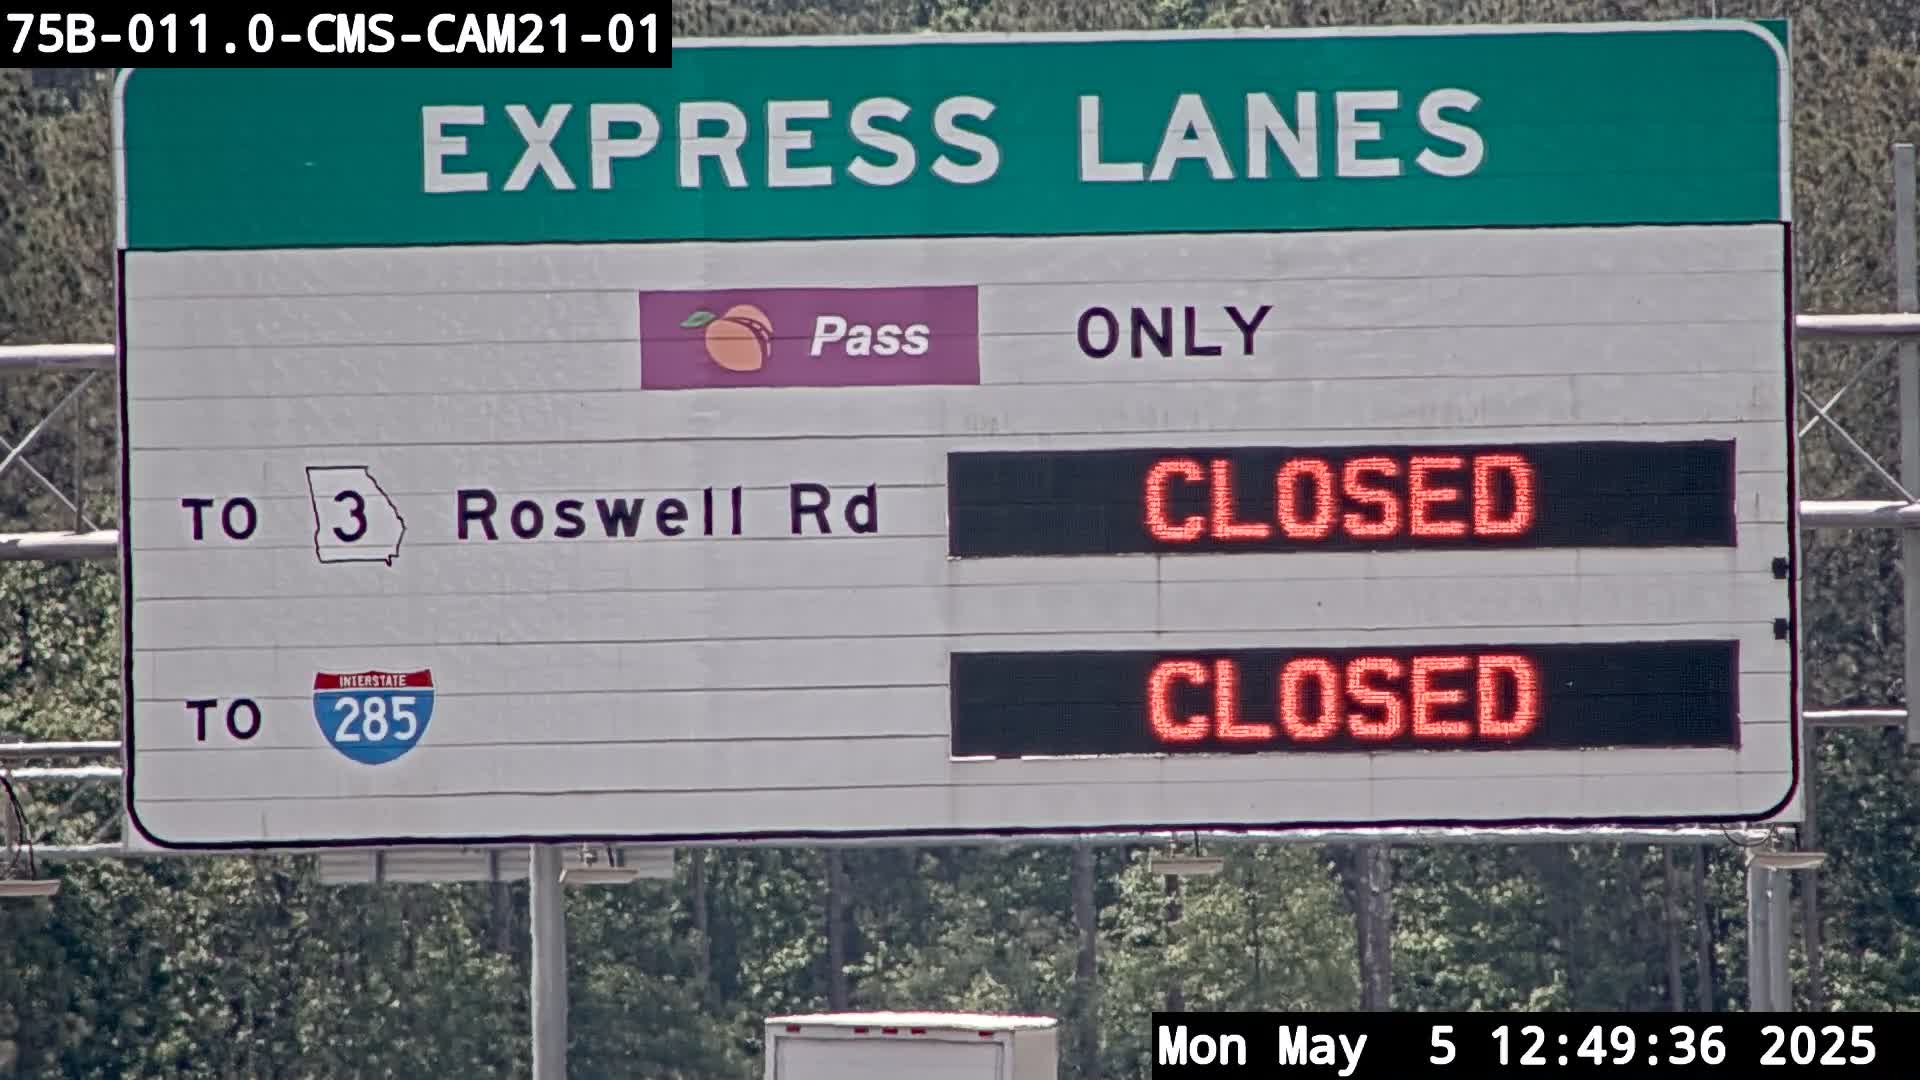 75B-011.0-CMS-CAM21-01
EXPRESS LANES
Pass ONLY
TO 3 Roswell Rd CLOSED
INTERSTATE
TO 285 CLOSED
Mon May 5 12:49:36 2025